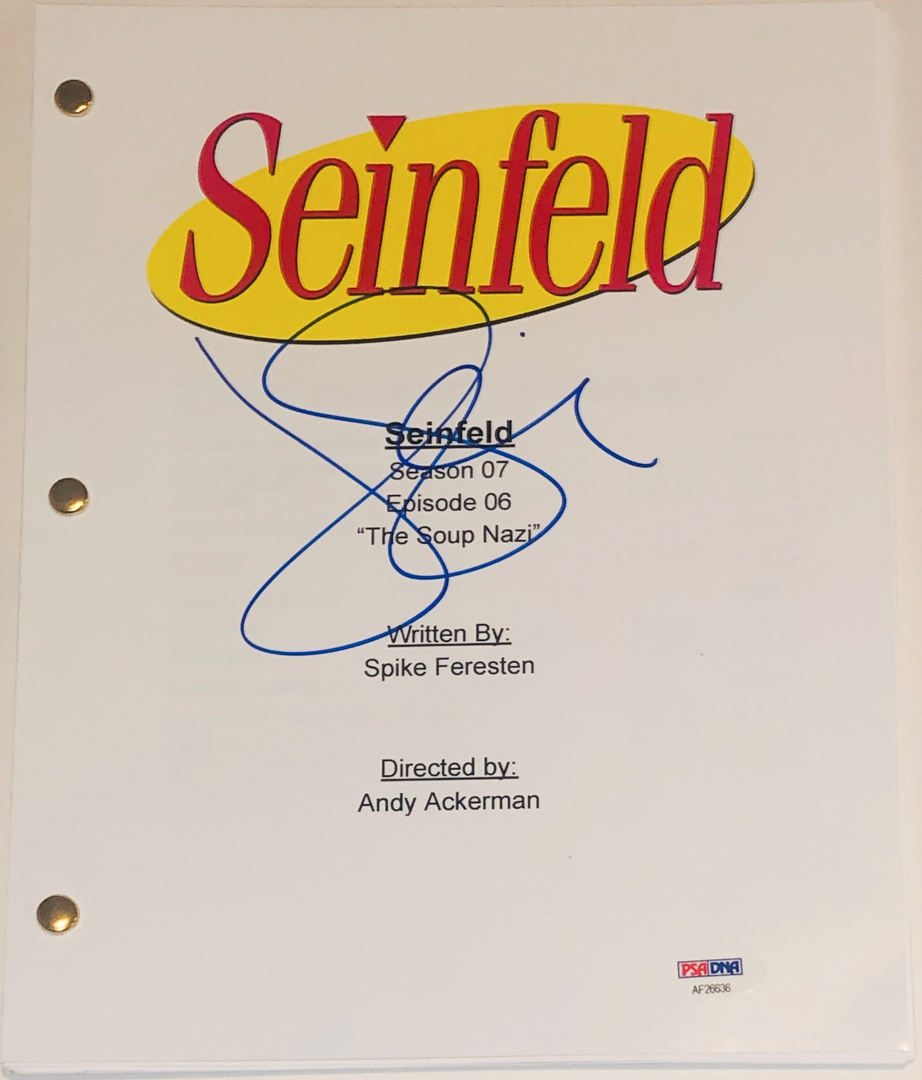 Seinfeld
Seinfeld
Season 07
Episode 06
“The Soup Nazi”
Written By:
Spike Feresten
Directed by:
Andy Ackerman
PSA DNA
AF26636